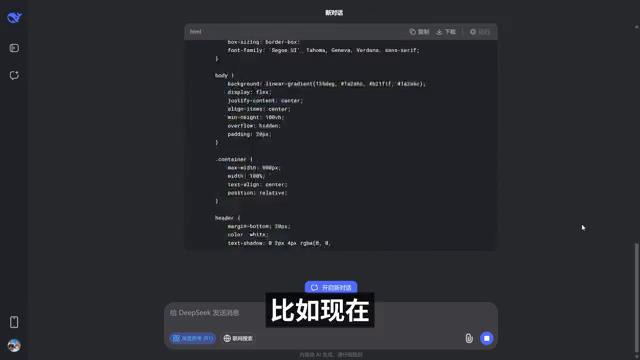 新对话
html 复制 下载 运行
box-sizing: border-box;
font-family: 'Segoe UI', Tahoma, Geneva, Verdana, sans-serif;
}
body {
background: linear-gradient(135deg, #1a2a6c, #b21f1f, #1a2a6c);
display: flex;
justify-content: center;
align-items: center;
min-height: 100vh;
overflow: hidden;
padding: 20px;
}
.container {
max-width: 900px;
width: 100%;
text-align: center;
position: relative;
}
header {
margin-bottom: 30px;
color: white;
text-shadow: 0 2px 4px rgba(0, 0,
开启新对话
比如现在
给 DeepSeek 发送消息
深度思考 (R1) 联网搜索
内容由 AI 生成，请仔细甄别